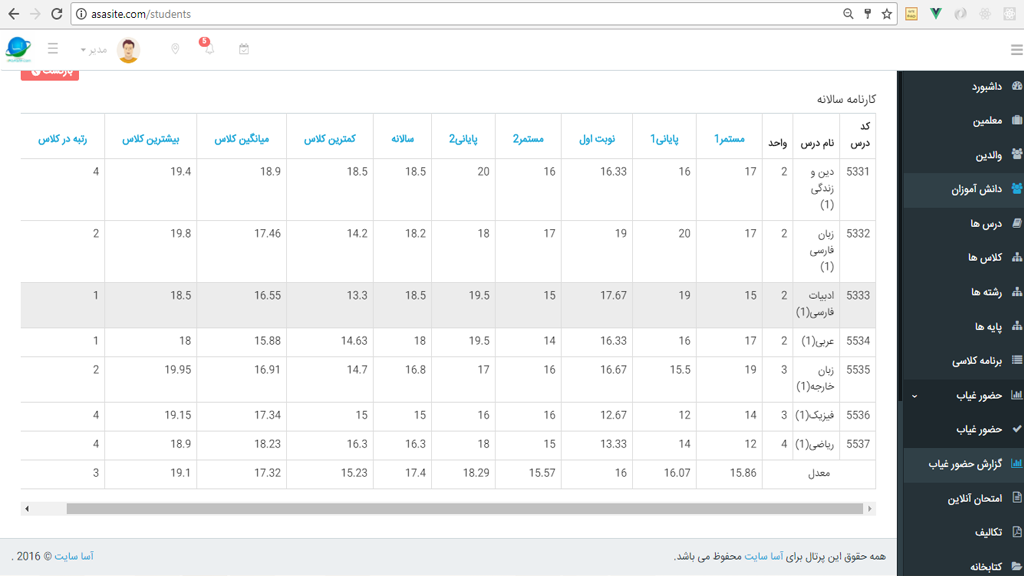 asasite.com/students
مدیر
5
بازگشت
داشبورد
معلمین
والدین
دانش آموزان
درس ها
کلاس ها
رشته ها
پایه ها
برنامه کلاسی
حضور غیاب
حضور غیاب
گزارش حضور غیاب
امتحان آنلاین
تکالیف
کتابخانه
کارنامه سالانه
کد درس نام درس واحد مستمر1 پایانی1 نوبت اول مستمر2 پایانی2 سالانه کمترین کلاس میانگین کلاس بیشترین کلاس رتبه در کلاس
5331 دین و زندگی (1) 2 17 16 16.33 16 20 18.5 18.5 18.9 19.4 4
5332 زبان فارسی (1) 2 17 20 19 17 18 18.2 14.2 17.46 19.8 2
5333 ادبیات فارسی(1) 2 15 19 17.67 15 19.5 18.5 13.3 16.55 18.5 1
5534 عربی(1) 2 17 16 16.33 14 19.5 18 14.63 15.88 18 1
5535 زبان خارجه(1) 3 19 15.5 16.67 16 17 16.8 14.7 16.91 19.95 2
5536 فیزیک(1) 3 14 12 12.67 16 16 15 15 17.34 19.15 4
5537 ریاضی(1) 4 12 14 13.33 15 18 16.3 16.3 18.23 18.9 4
معدل 15.86 16.07 16 15.57 18.29 17.4 15.23 17.32 19.1 3
همه حقوق این پرتال برای آسا سایت محفوظ می باشد.
آسا سایت © 2016 .